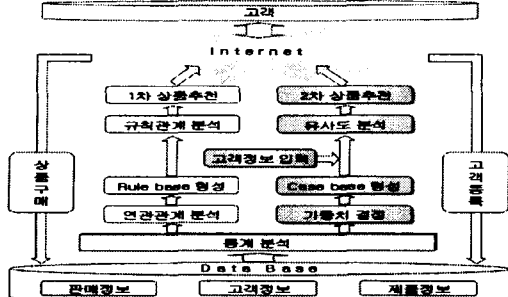 고객
Internet
1차 상품추천
2차 상품추천
규칙관계 분석
유사도 분석
고객정보 입력
상품구매
고객등록
Rule base 형성
Case base 형성
연관관계 분석
가중치 결정
통계 분석
Data Base
판매정보
고객정보
제품정보